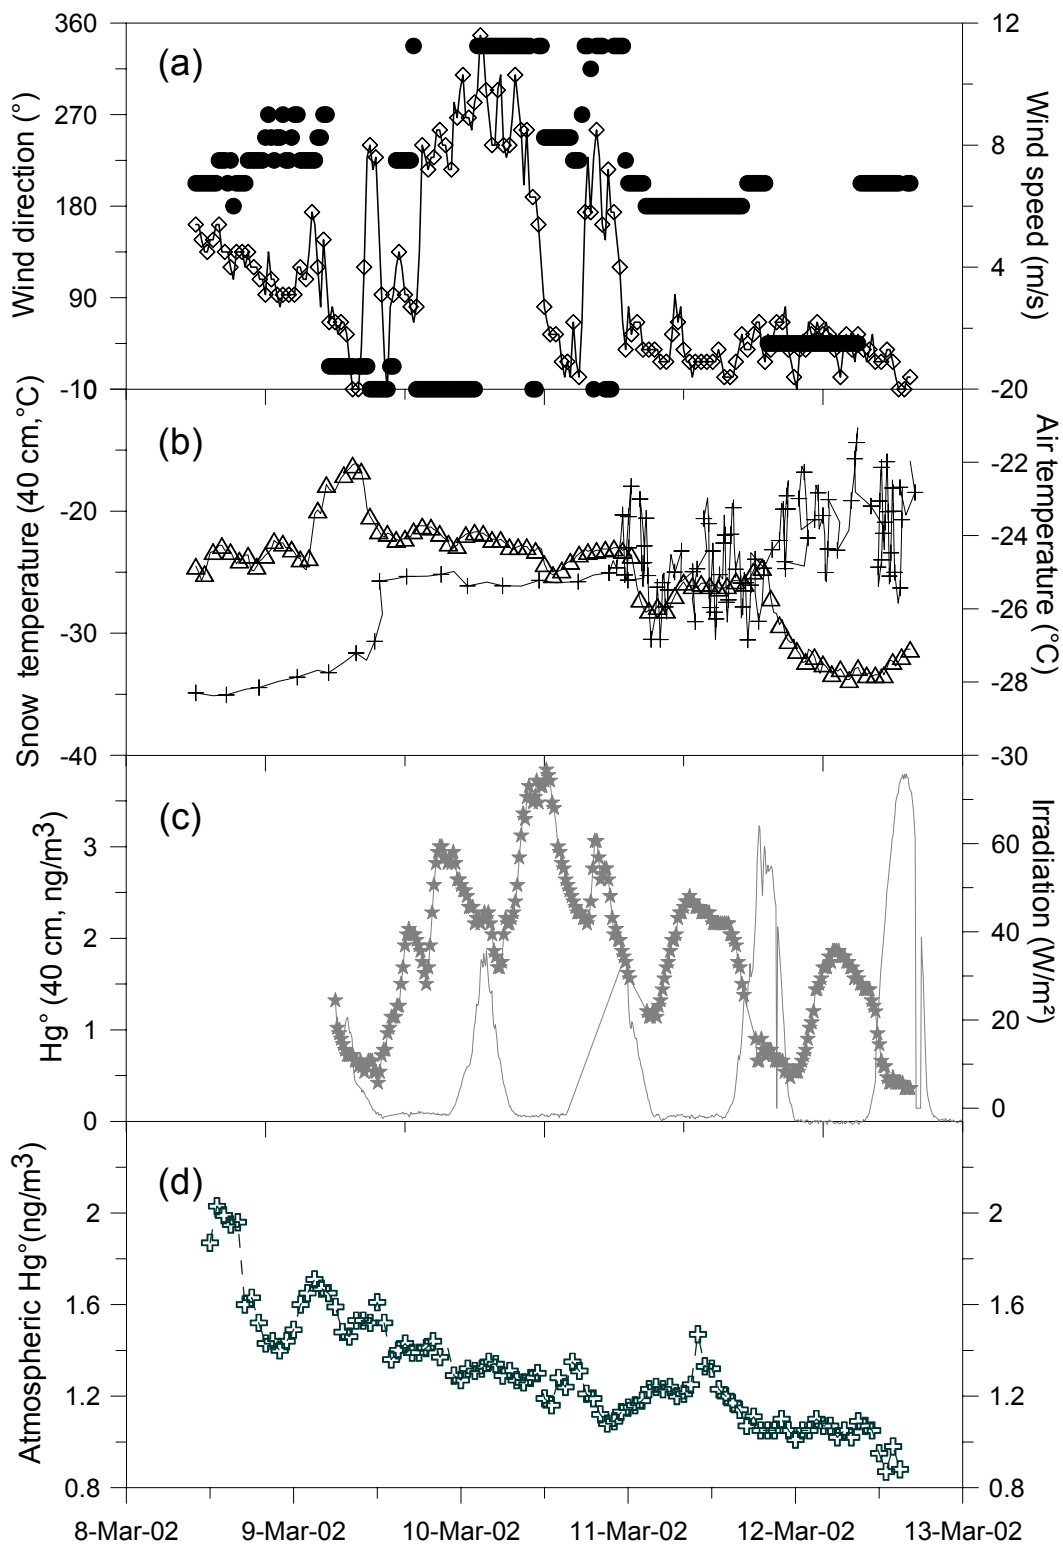 360
12
(a)
270
8
180
4
90
-10
-20
Wind direction (°)
Wind speed (m/s)
(b)
-20
-22
-24
-26
-30
-28
-40
-30
Snow temperature (40 cm,°C)
Air temperature (°C)
(c)
3
60
2
40
1
20
0
0
Hg° (40 cm, ng/m3)
Irradiation (W/m²)
(d)
2
2
1.6
1.6
1.2
1.2
0.8
0.8
Atmospheric Hg°(ng/m3)
8-Mar-02 9-Mar-02 10-Mar-02 11-Mar-02 12-Mar-02 13-Mar-02